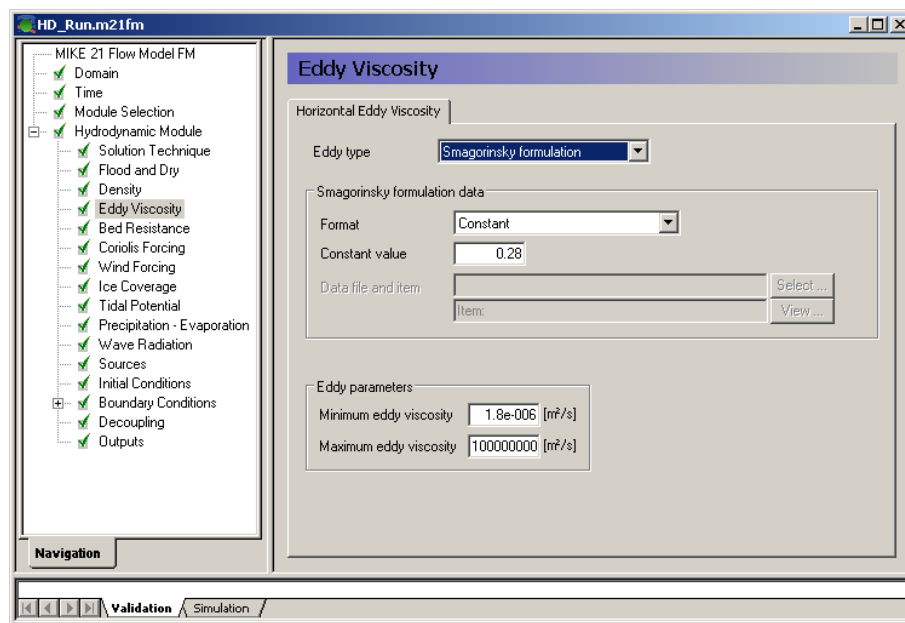 HD_Run.m21fm
MIKE 21 Flow Model FM
Domain
Time
Module Selection
Hydrodynamic Module
Solution Technique
Flood and Dry
Density
Eddy Viscosity
Bed Resistance
Coriolis Forcing
Wind Forcing
Ice Coverage
Tidal Potential
Precipitation - Evaporation
Wave Radiation
Sources
Initial Conditions
Boundary Conditions
Decoupling
Outputs
Navigation
Eddy Viscosity
Horizontal Eddy Viscosity
Eddy type Smagorinsky formulation
Smagorinsky formulation data
Format Constant
Constant value 0.28
Data file and item Select ...
Item: View ...
Eddy parameters
Minimum eddy viscosity 1.8e-006 [m²/s]
Maximum eddy viscosity 100000000 [m²/s]
Validation Simulation